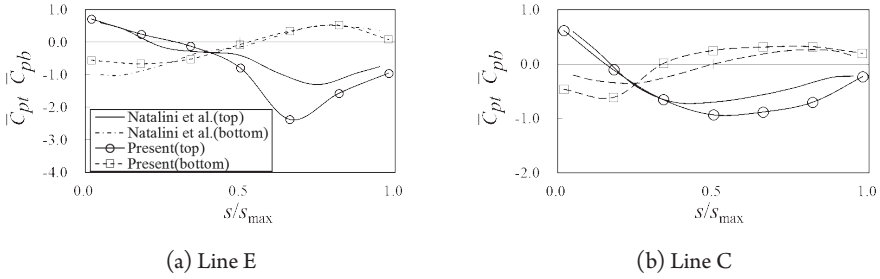 1.0
0.0
-1.0
-2.0
-3.0
-4.0
C̅pt C̅pb
Natalini et al.(top)
Natalini et al.(bottom)
Present(top)
Present(bottom)
0.0 0.5 1.0
s/smax
(a) Line E
1.0
0.0
-1.0
-2.0
C̅pt C̅pb
0.0 0.5 1.0
s/smax
(b) Line C